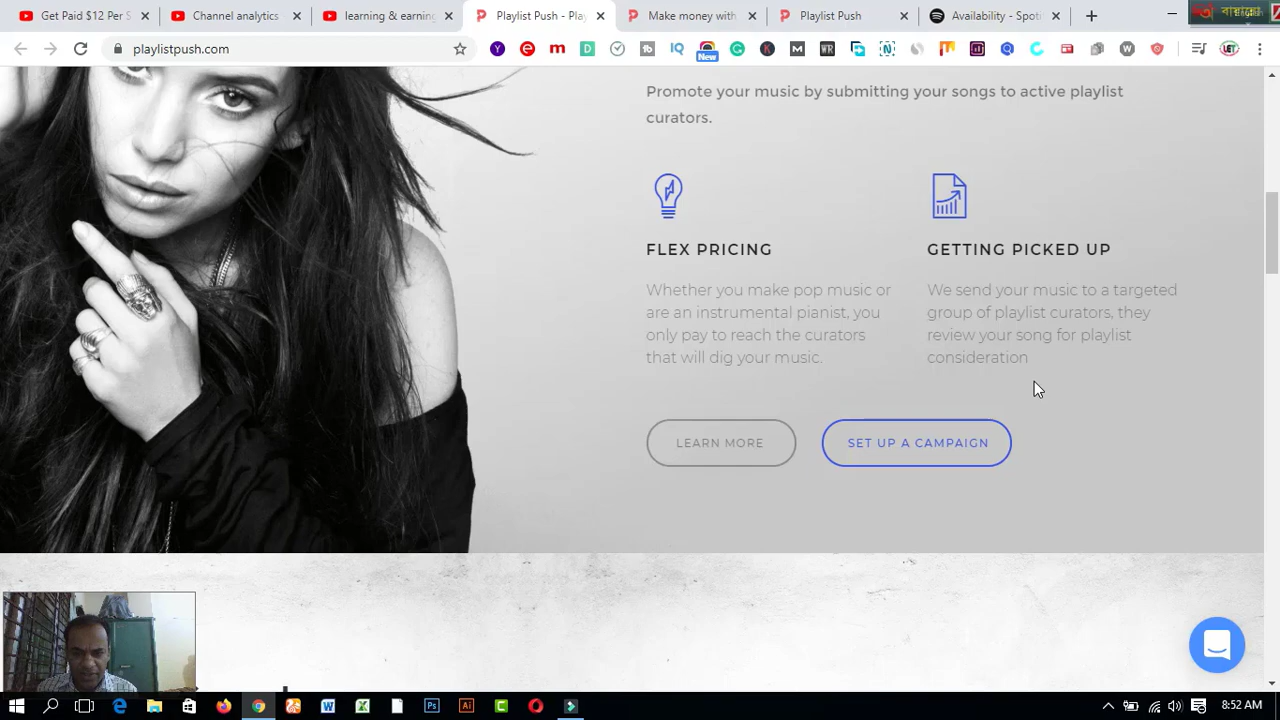 Get Paid $12 Per S
Channel analytics
learning & earning
Playlist Push - Play
Make money with
Playlist Push
Availability - Spoti
playlistpush.com
New
Promote your music by submitting your songs to active playlist
curators.
FLEX PRICING
Whether you make pop music or
are an instrumental pianist, you
only pay to reach the curators
that will dig your music.
GETTING PICKED UP
We send your music to a targeted
group of playlist curators, they
review your song for playlist
consideration
LEARN MORE
SET UP A CAMPAIGN
8:52 AM